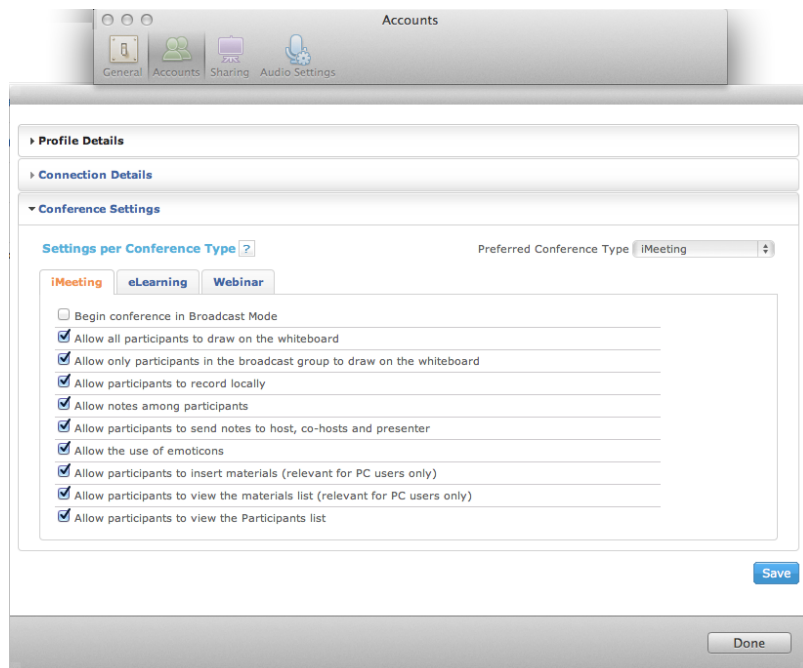 Accounts
General Accounts Sharing Audio Settings
Profile Details
Connection Details
Conference Settings
Settings per Conference Type ? Preferred Conference Type iMeeting
iMeeting eLearning Webinar
Begin conference in Broadcast Mode
Allow all participants to draw on the whiteboard
Allow only participants in the broadcast group to draw on the whiteboard
Allow participants to record locally
Allow notes among participants
Allow participants to send notes to host, co-hosts and presenter
Allow the use of emoticons
Allow participants to insert materials (relevant for PC users only)
Allow participants to view the materials list (relevant for PC users only)
Allow participants to view the Participants list
Save
Done